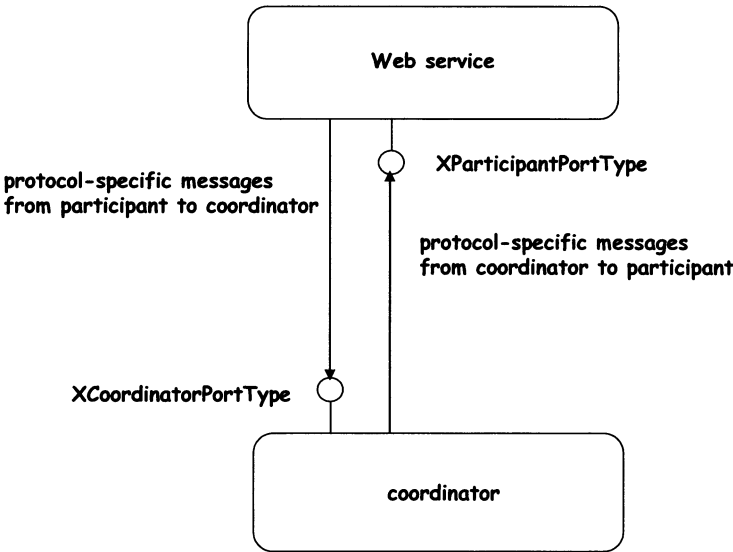 Web service
XParticipantPortType
protocol-specific messages
from participant to coordinator
protocol-specific messages
from coordinator to participant
XCoordinatorPortType
coordinator